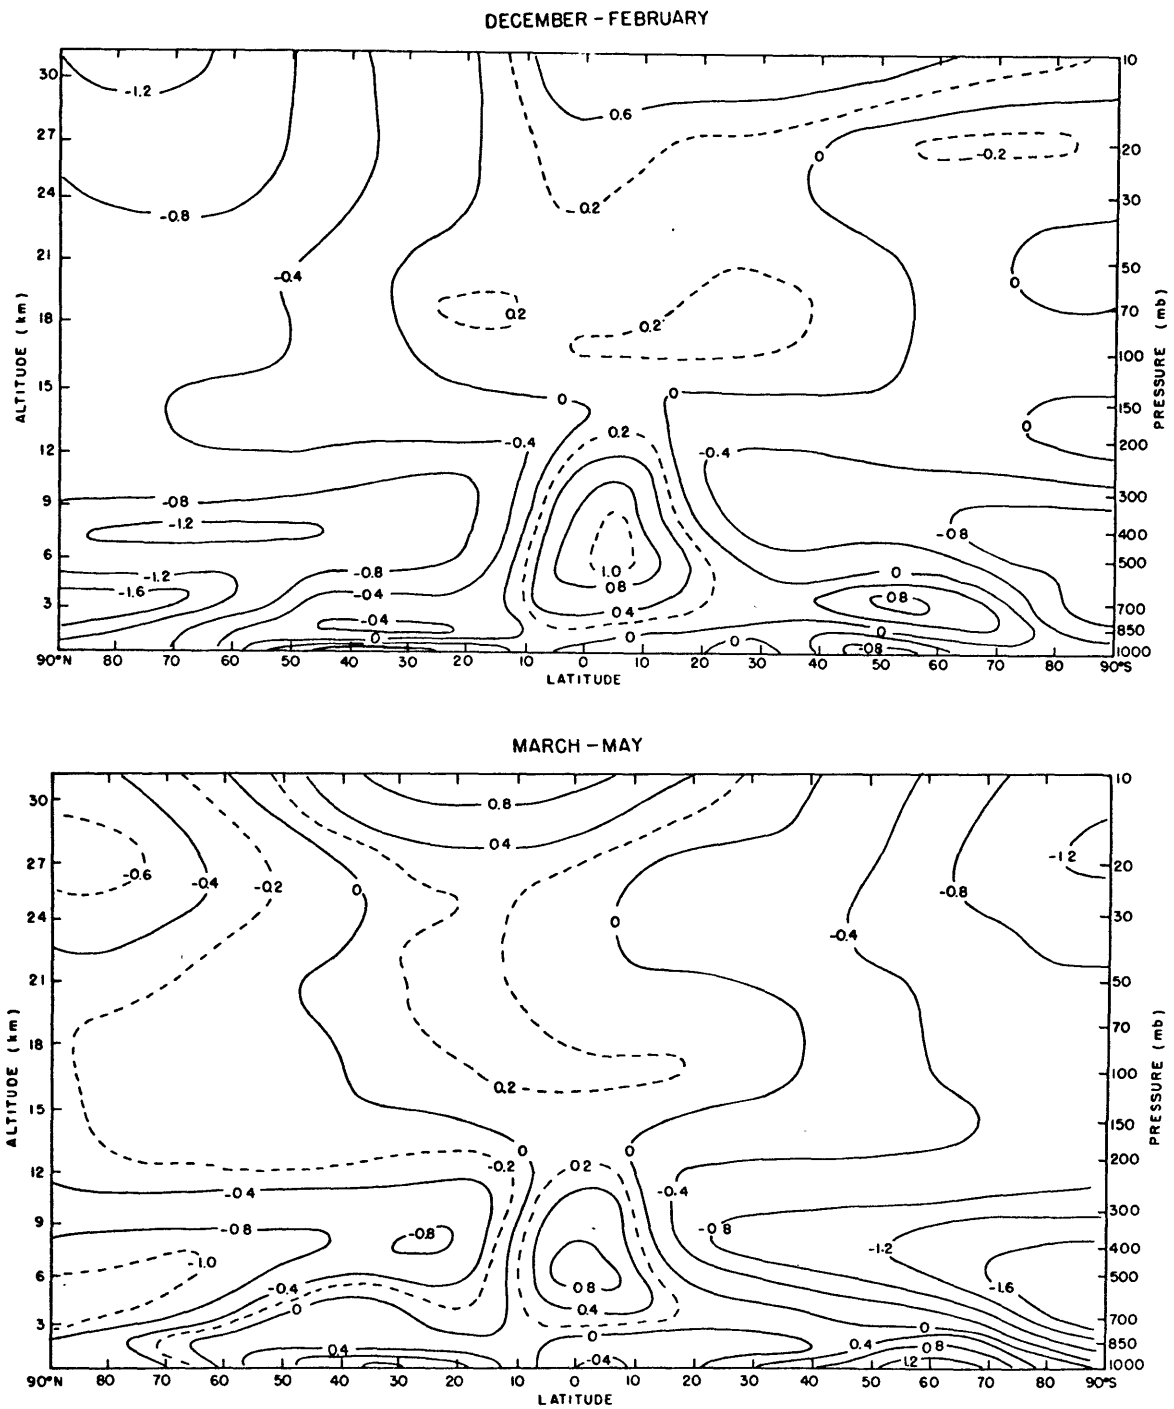 DECEMBER – FEBRUARY
30 10
-1.2 0.6
27 0 -0.2 20
24 -0.8 0.2 30
21 -0.4 0 50
18 0.2 0.2 70
100
15 0 0 150
0.2 0
12 -0.4 -0.4 200
9 -0.8 300
-1.2 -0.8 400
6 -1.2 -0.8 1.0 0 500
-1.6 -0.4 0.8 0.8
3 -0.4 0.4 700
0 0 0 0 850
-0.8 1000
ALTITUDE (km)
PRESSURE (mb)
90°N 80 70 60 50 40 30 20 10 0 10 20 30 40 50 60 70 80 90°S
LATITUDE
MARCH – MAY
30 0.8 10
0.4
27 -0.6 -0.4 -0.2 0 -1.2 20
-0.8
24 0 -0.4 30
21 50
18 70
0.2 100
15 150
0 0
12 -0.2 0.2 200
-0.4 -0.4
9 -0.8 -0.8 -0.8 300
-1.2 400
-1.0
6 -0.4 0.8 -1.6 500
0 0.4
3 0 0 700
0.4 0.4 0.8 850
-0.4 1.2 1000
ALTITUDE (km)
PRESSURE (mb)
90°N 80 70 60 50 40 30 20 10 0 10 20 30 40 50 60 70 80 90°S
LATITUDE